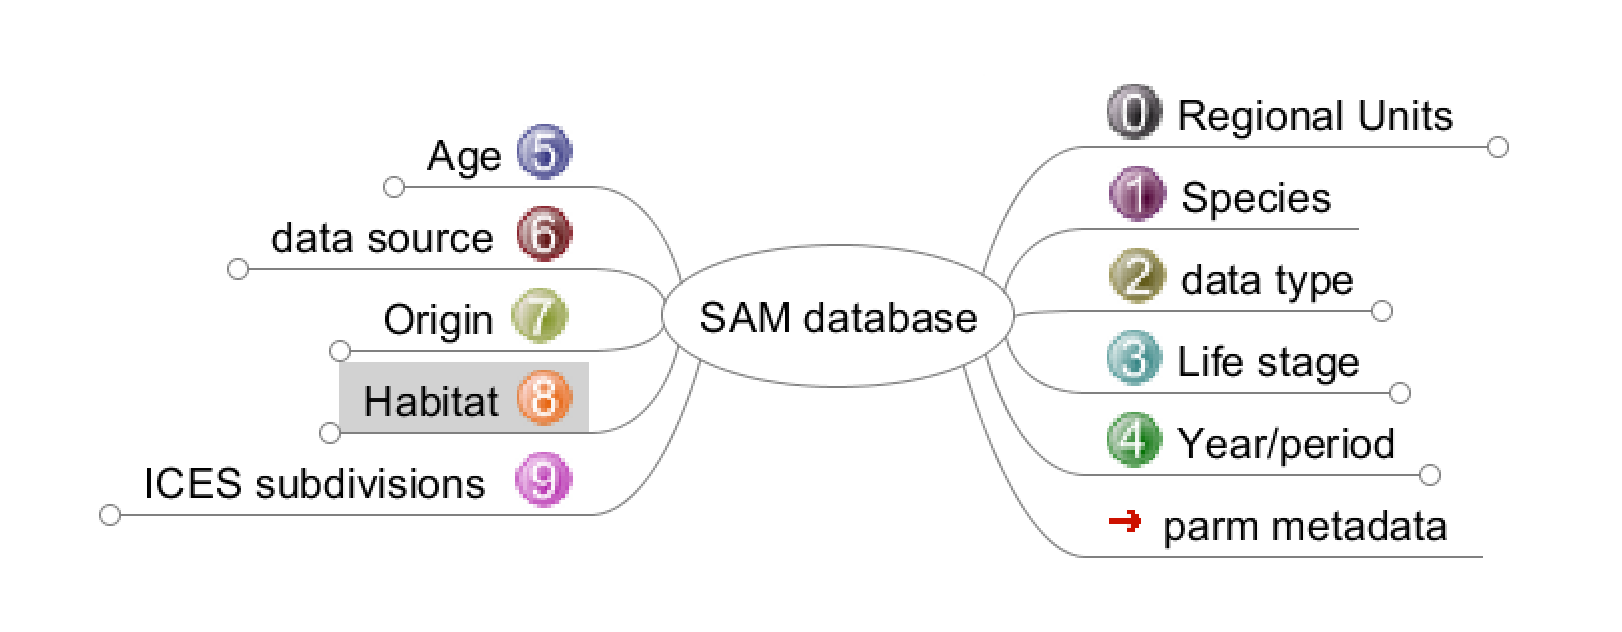 SAM database
0 Regional Units
1 Species
2 data type
3 Life stage
4 Year/period
parm metadata
Age 5
data source 6
Origin 7
Habitat 8
ICES subdivisions 9